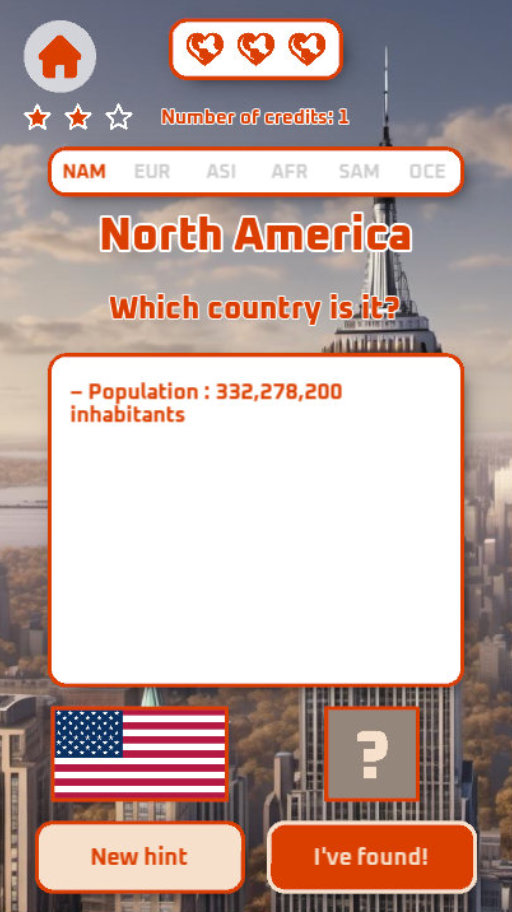 Number of credits: 1
NAM EUR ASI AFR SAM OCE
North America
Which country is it?
– Population : 332,278,200
inhabitants
?
New hint
I've found!